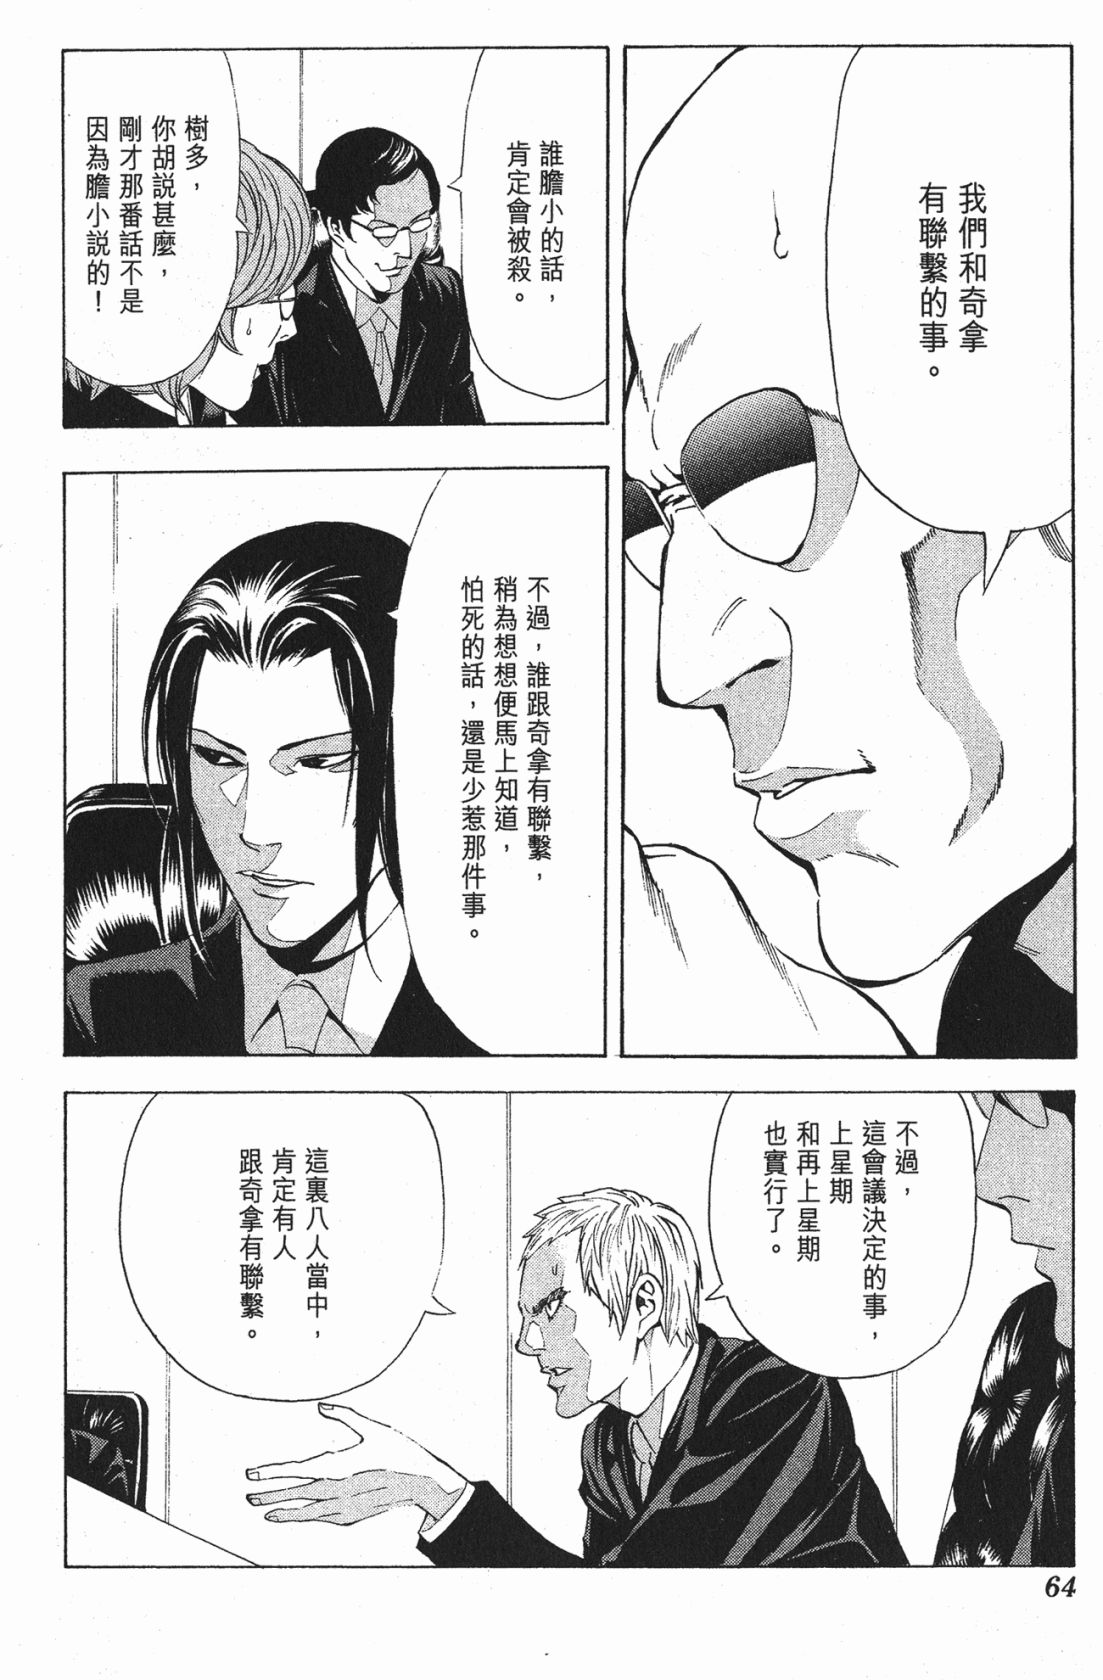 我們和奇拿
有聯繫的事。
誰膽小的話，
肯定會被殺。
樹多，
你胡說甚麼，
剛才那番話不是
因為膽小說的！
不過，誰跟奇拿有聯繫，
稍為想想便馬上知道，
怕死的話，還是少惹那件事。
不過，
這會議決定的事，
上星期
和再上星期
也實行了。
這裏八人當中，
肯定有人
跟奇拿有聯繫。
64